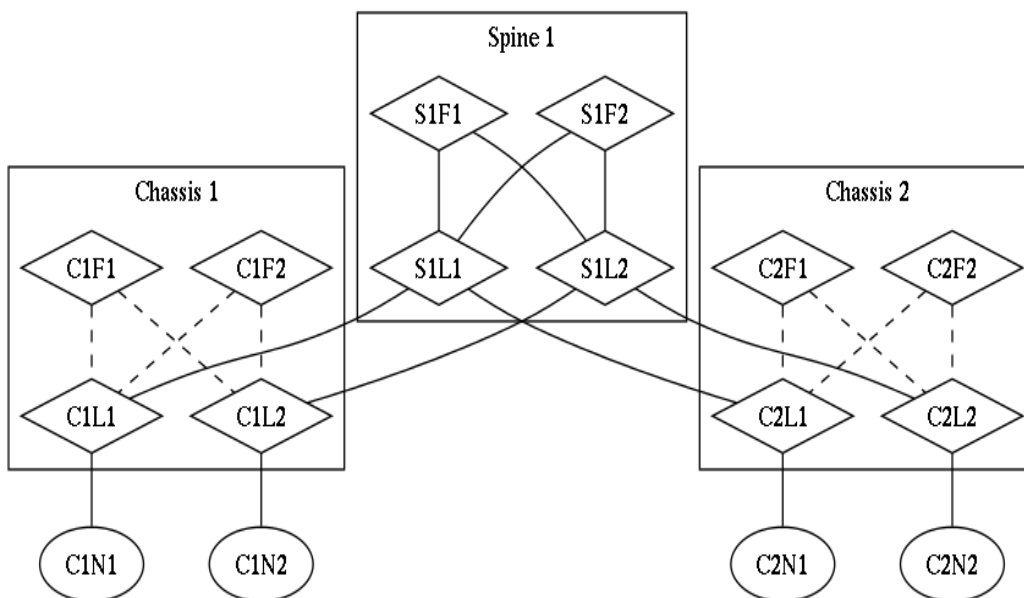 Spine 1
S1F1 S1F2
Chassis 1
Chassis 2
C1F1 C1F2 S1L1 S1L2 C2F1 C2F2
C1L1 C1L2 C2L1 C2L2
C1N1 C1N2 C2N1 C2N2